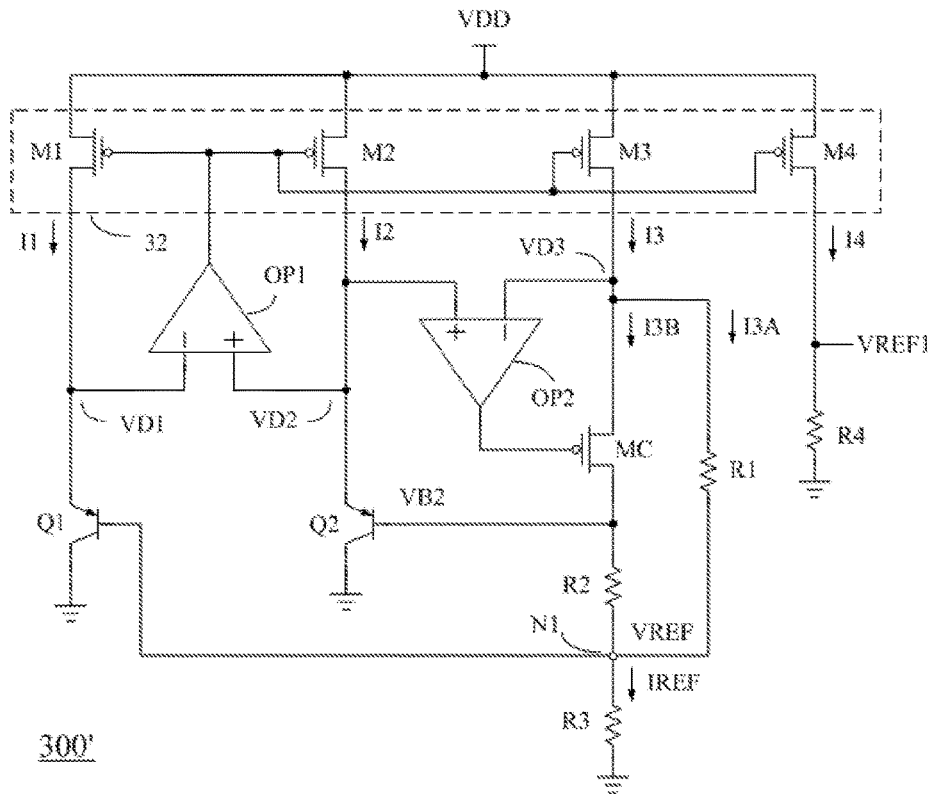 VDD
M1
M2
M3
M4
I1
32
I2
VD3
I3
I4
OP1
I3B
I3A
VREF1
+
+
OP2
VD1
VD2
MC
R4
R1
Q1
VB2
Q2
R2
N1
VREF
IREF
R3
300'